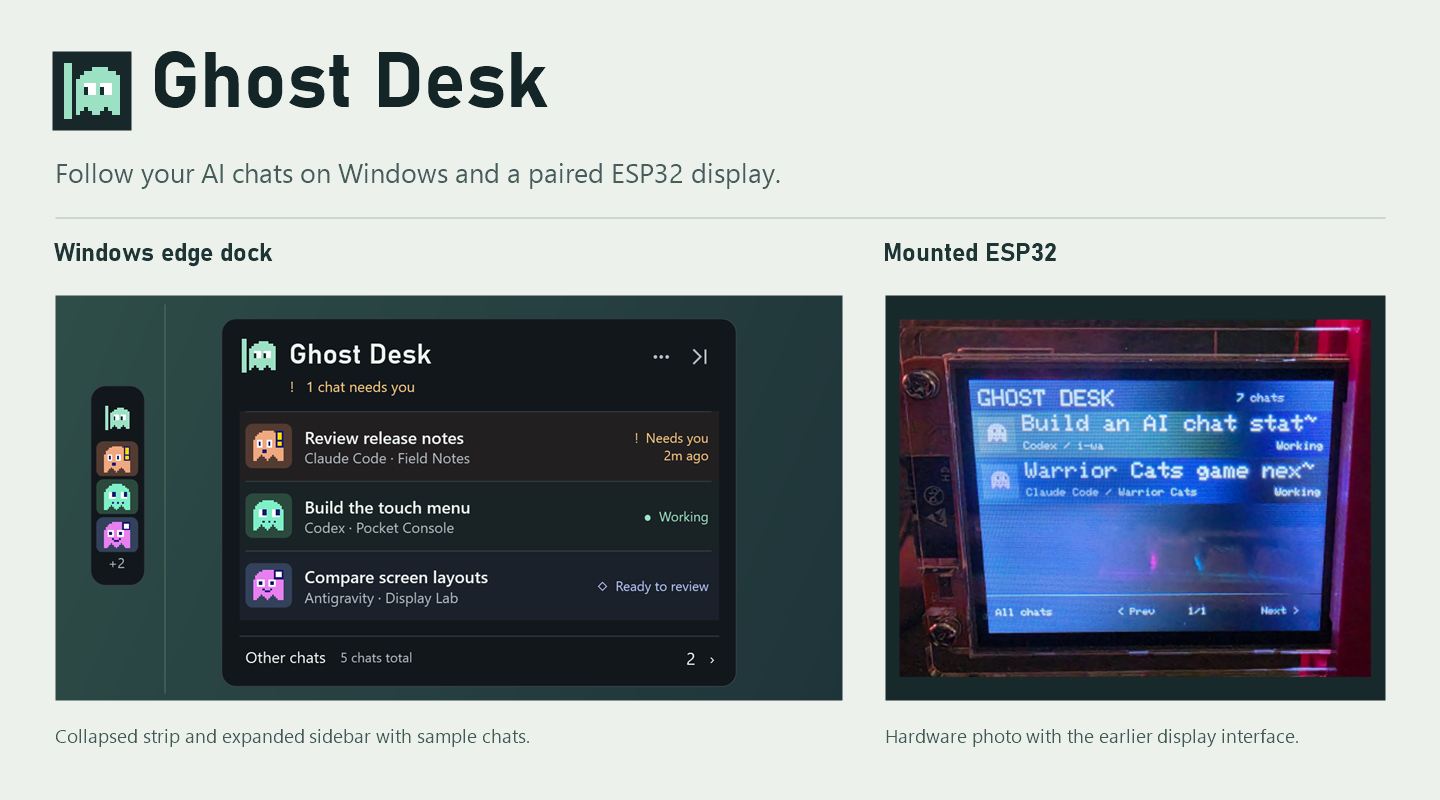 Ghost Desk
Follow your AI chats on Windows and a paired ESP32 display.
Windows edge dock
+2
Ghost Desk
! 1 chat needs you
Review release notes
Claude Code · Field Notes
! Needs you
2m ago
Build the touch menu
Codex · Pocket Console
● Working
Compare screen layouts
Antigravity · Display Lab
◇ Ready to review
Other chats 5 chats total 2 ›
Collapsed strip and expanded sidebar with sample chats.
Mounted ESP32
GHOST DESK 7 chats
Build an AI chat stat~
Codex / i-wa Working
Warrior Cats game nex~
Claude Code / Warrior Cats Working
All chats < Prev 1/1 Next >
Hardware photo with the earlier display interface.